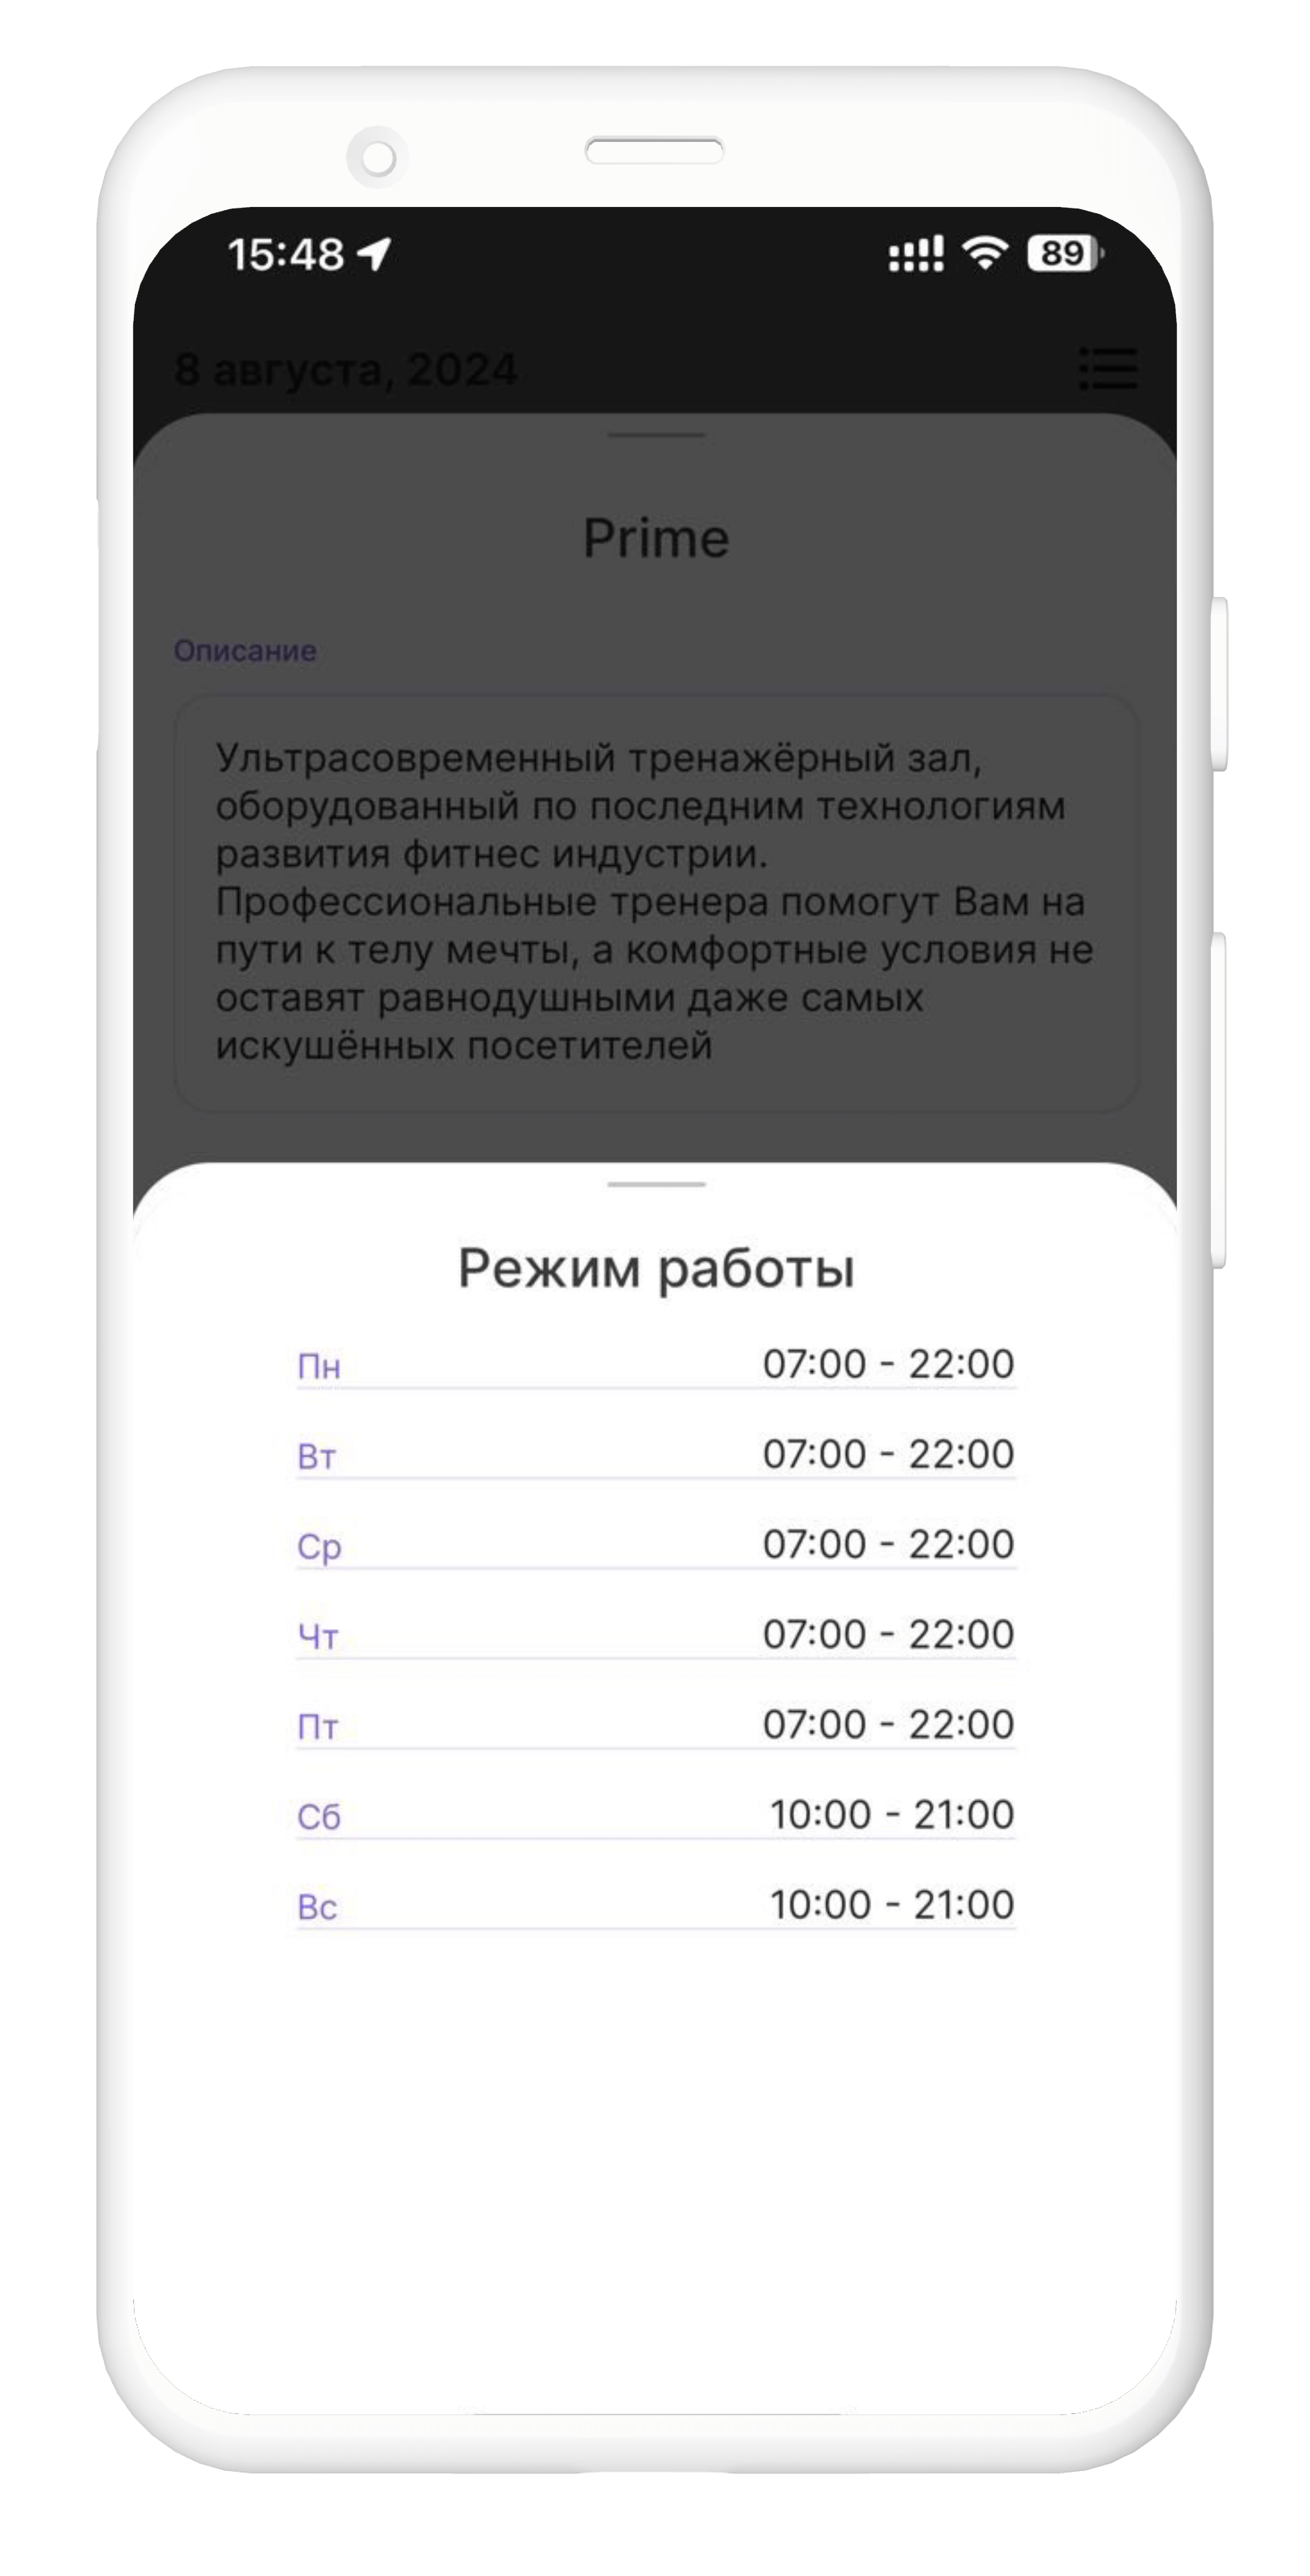 15:48
89
8 августа, 2024
Prime
Описание
Ультрасовременный тренажёрный зал,
оборудованный по последним технологиям
развития фитнес индустрии.
Профессиональные тренера помогут Вам на
пути к телу мечты, а комфортные условия не
оставят равнодушными даже самых
искушённых посетителей
Режим работы
Пн 07:00 - 22:00
Вт 07:00 - 22:00
Ср 07:00 - 22:00
Чт 07:00 - 22:00
Пт 07:00 - 22:00
Сб 10:00 - 21:00
Вс 10:00 - 21:00